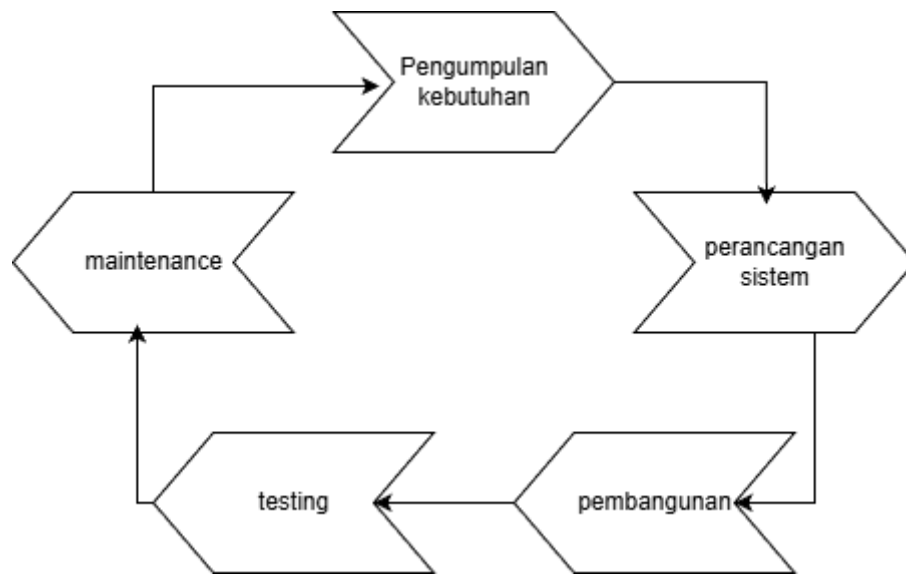 Pengumpulan
kebutuhan
perancangan
sistem
pembangunan
testing
maintenance